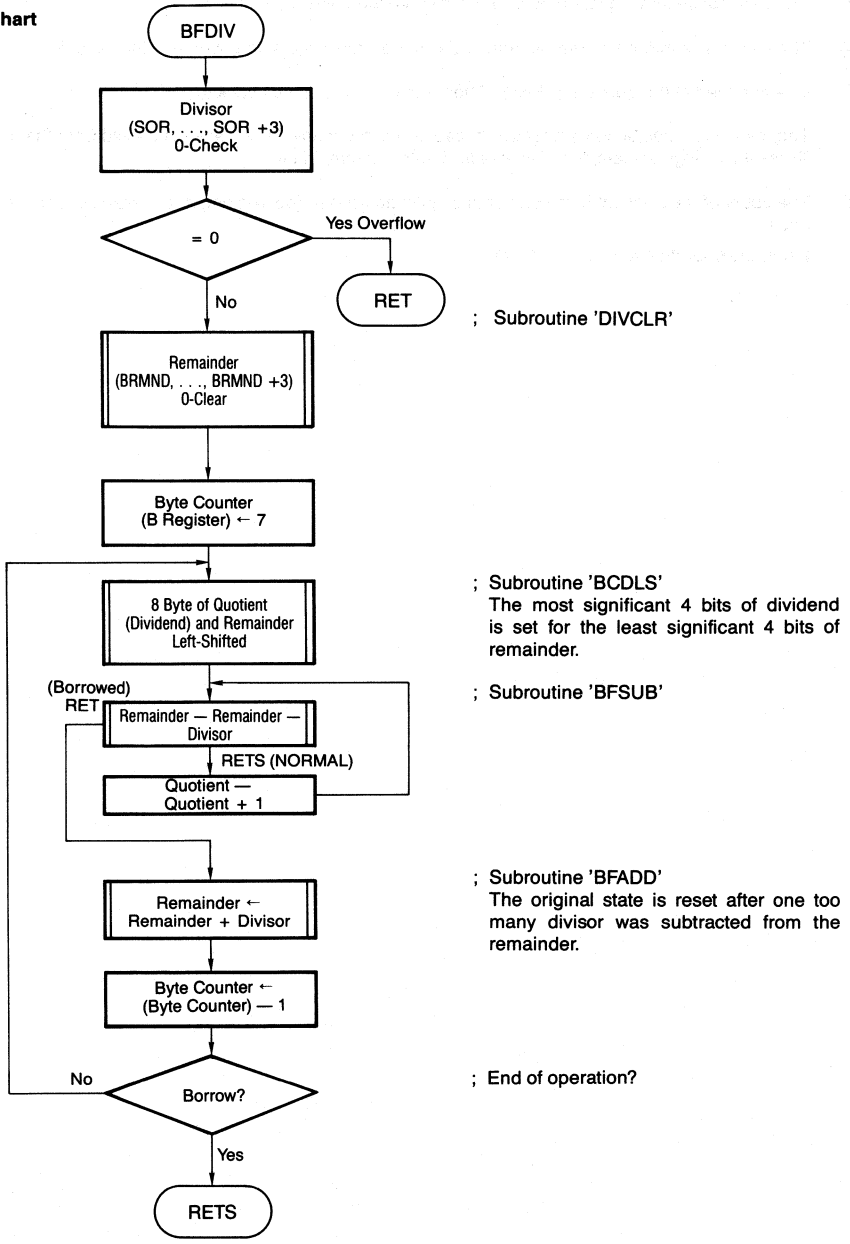 hart
BFDIV
Divisor
(SOR, . . ., SOR +3)
0-Check
= 0
Yes Overflow
RET
No
; Subroutine 'DIVCLR'
Remainder
(BRMND, . . ., BRMND +3)
0-Clear
Byte Counter
(B Register) ← 7
8 Byte of Quotient
(Dividend) and Remainder
Left-Shifted
; Subroutine 'BCDLS'
The most significant 4 bits of dividend
is set for the least significant 4 bits of
remainder.
(Borrowed)
RET
Remainder — Remainder —
Divisor
; Subroutine 'BFSUB'
RETS (NORMAL)
Quotient —
Quotient + 1
Remainder ←
Remainder + Divisor
; Subroutine 'BFADD'
The original state is reset after one too
many divisor was subtracted from the
remainder.
Byte Counter ←
(Byte Counter) — 1
No
Borrow?
; End of operation?
Yes
RETS